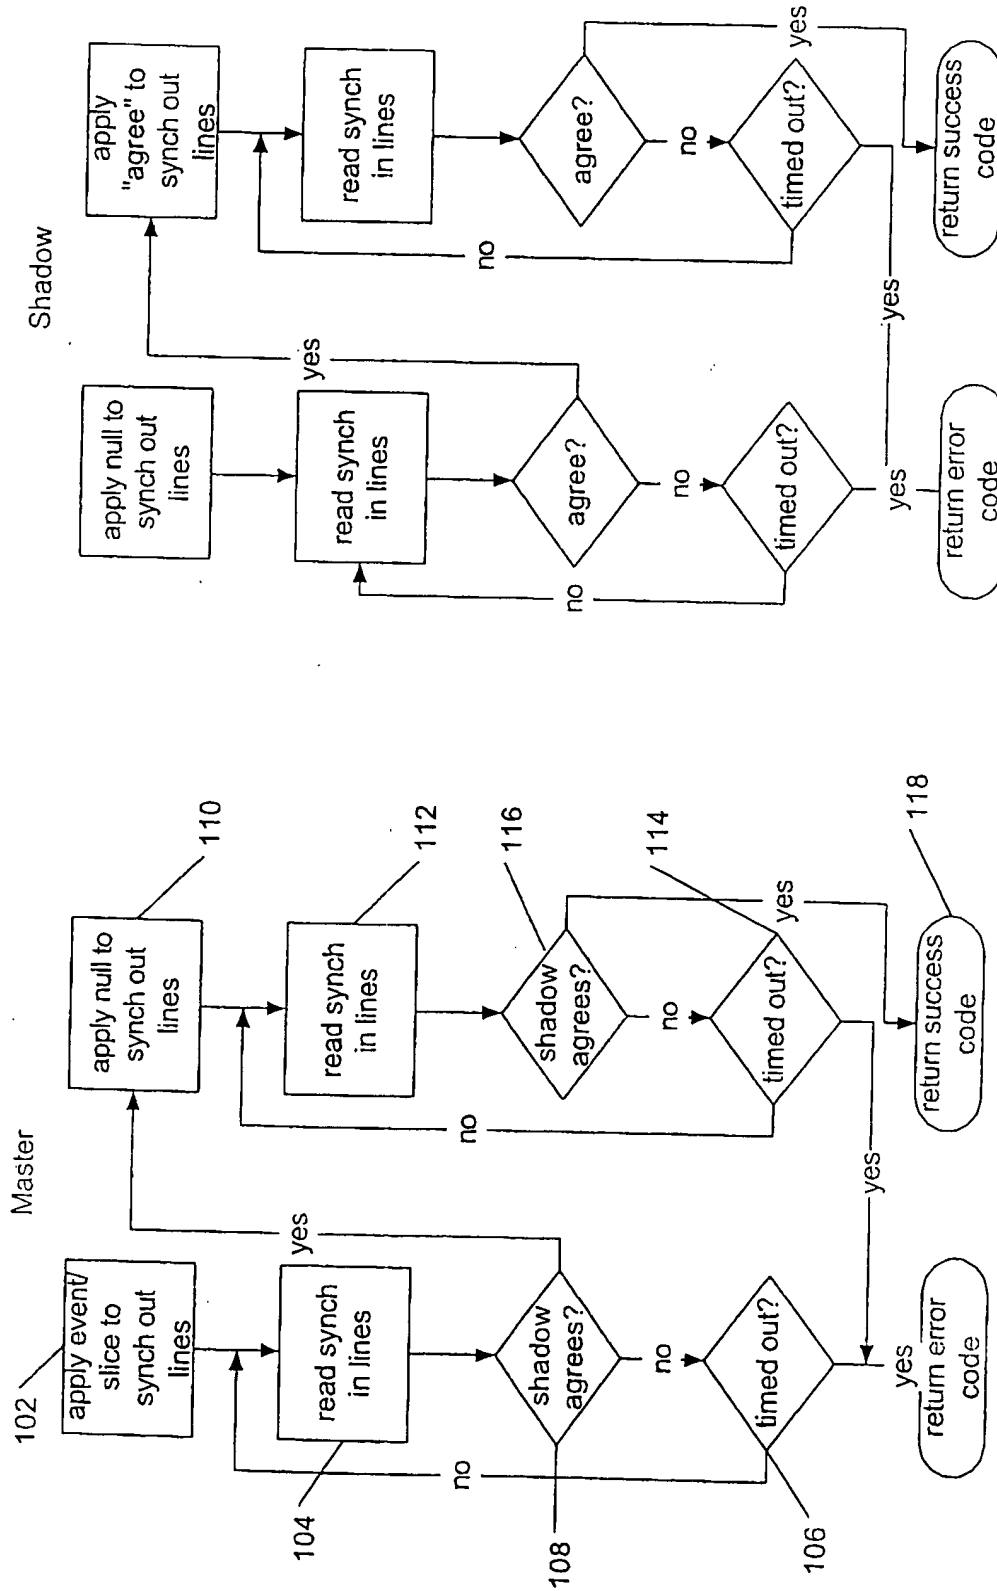 Master
102
apply event/
slice to
synch out
lines
104
read synch
in lines
108
shadow
agrees?
yes
no
106
timed out?
no
yes
return error
code
110
apply null to
synch out
lines
112
read synch
in lines
116
shadow
agrees?
yes
no
114
timed out?
no
yes
118
return success
code
Shadow
apply null to
synch out
lines
read synch
in lines
agree?
yes
no
timed out?
no
yes
return error
code
apply
"agree" to
synch out
lines
read synch
in lines
agree?
yes
no
timed out?
no
yes
return success
code